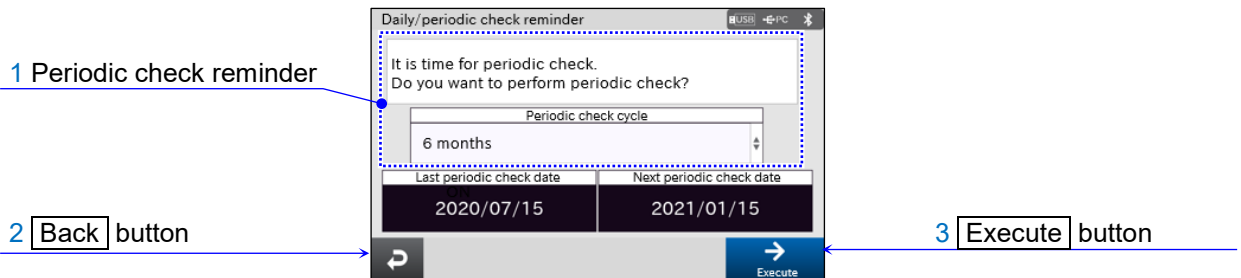 Daily/periodic check reminder
USB PC
1 Periodic check reminder
It is time for periodic check.
Do you want to perform periodic check?
Periodic check cycle
6 months
Last periodic check date Next periodic check date
2020/07/15 2021/01/15
2 Back button
3 Execute button
Execute